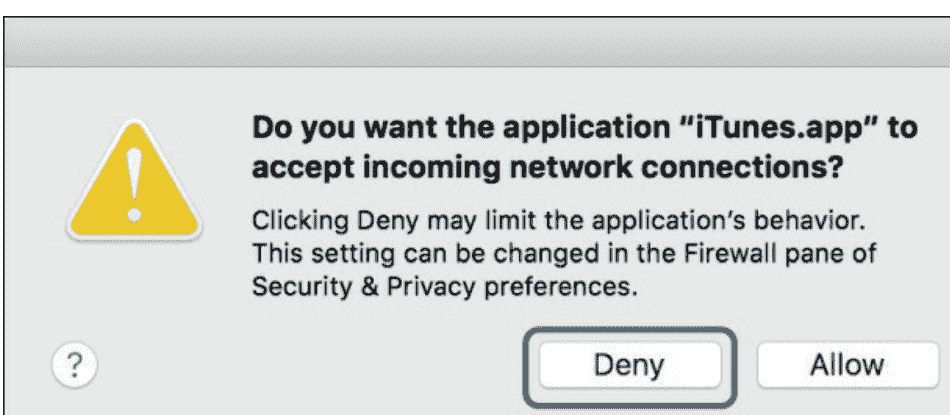 Do you want the application “iTunes.app” to
accept incoming network connections?
Clicking Deny may limit the application’s behavior.
This setting can be changed in the Firewall pane of
Security & Privacy preferences.
? Deny Allow